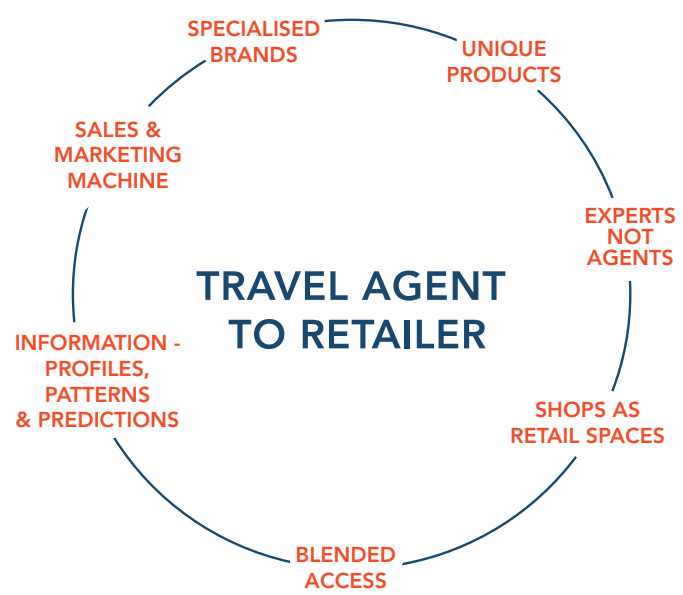 SPECIALISED
BRANDS
UNIQUE
PRODUCTS
EXPERTS
NOT
AGENTS
SHOPS AS
RETAIL SPACES
BLENDED
ACCESS
INFORMATION -
PROFILES,
PATTERNS
& PREDICTIONS
SALES &
MARKETING
MACHINE
TRAVEL AGENT
TO RETAILER